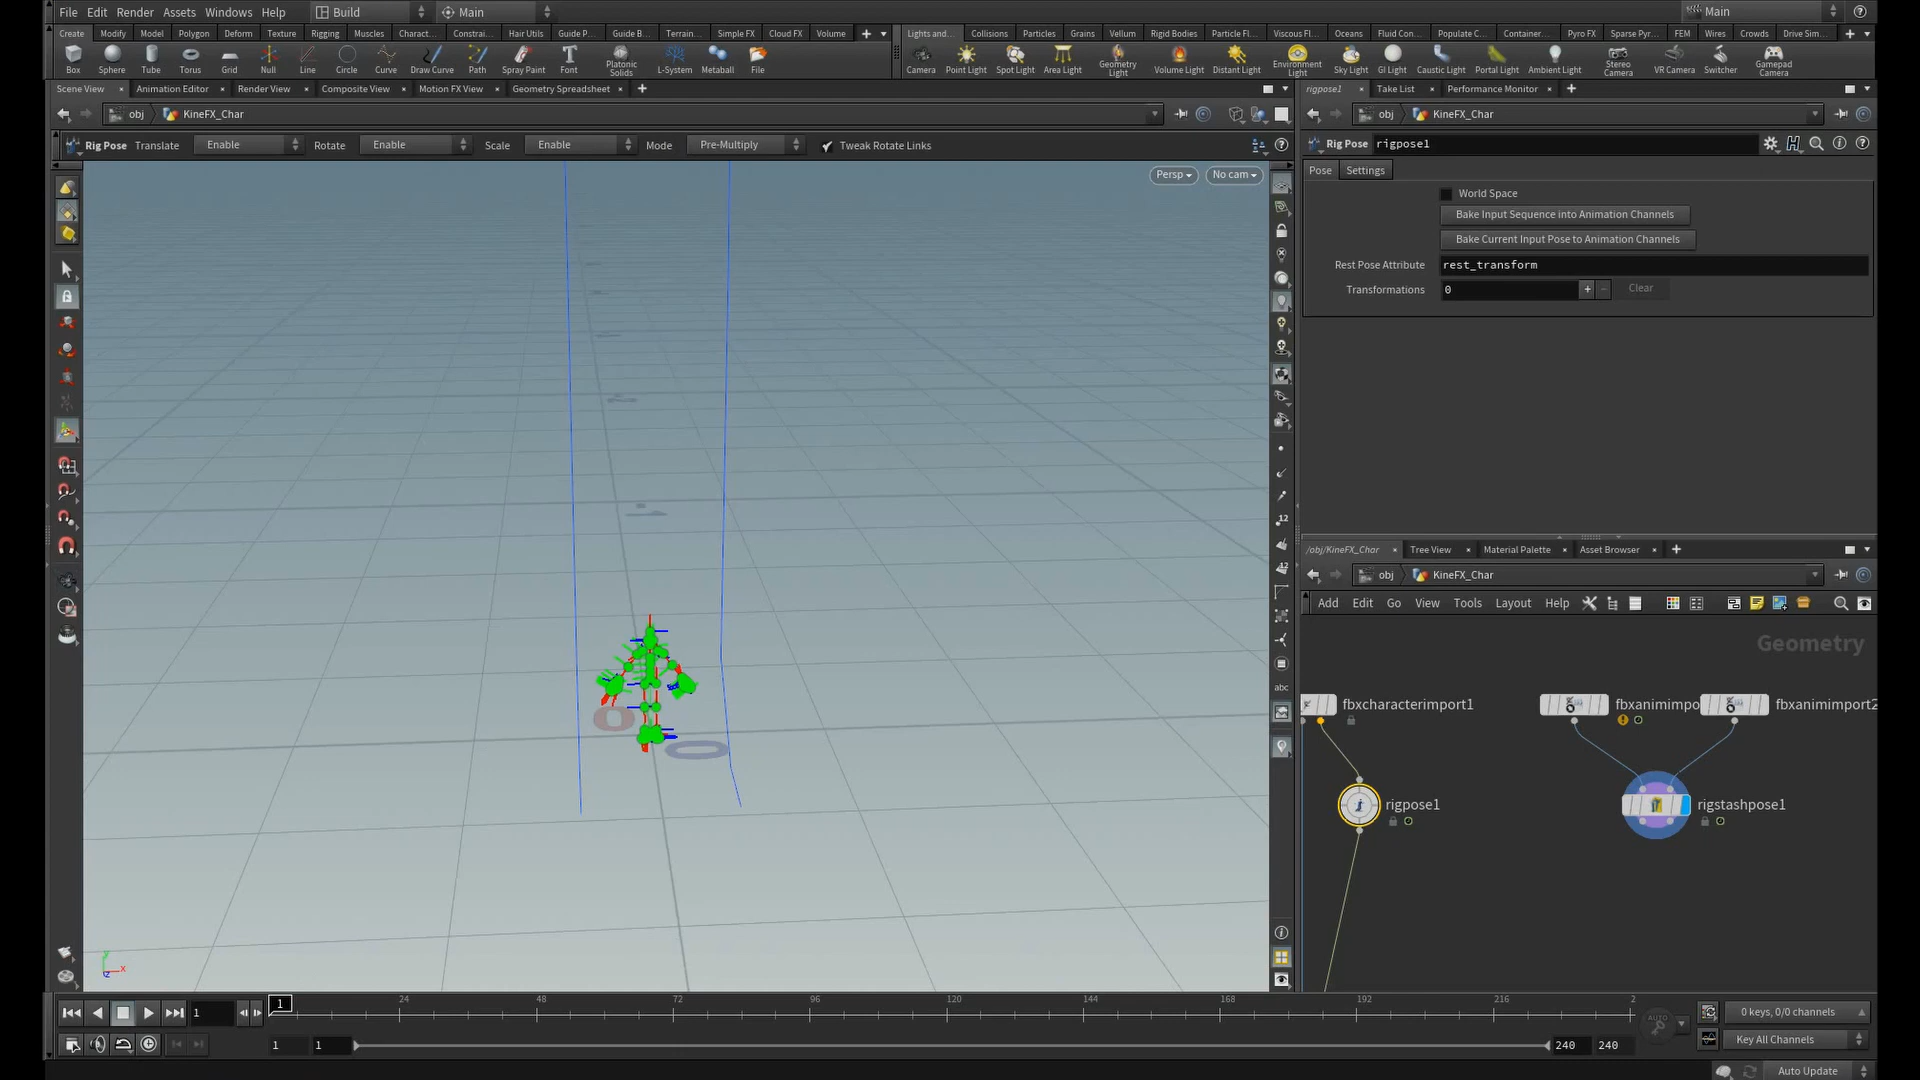 File Edit Render Assets Windows Help Build Main Main
Create Modify Model Polygon Deform Texture Rigging Muscles Charact... Constrai... Hair Utils Guide P... Guide B... Terrain... Simple FX Cloud FX Volume
Lights and... Collisions Particles Grains Vellum Rigid Bodies Particle Fl... Viscous Fl... Oceans Fluid Con... Populate C... Container... Pyro FX Sparse Pyr... FEM Wires Crowds Drive Sim...
Box Sphere Tube Torus Grid Null Line Circle Curve Draw Curve Path Spray Paint Font Platonic Solids L-System Metaball File
Camera Point Light Spot Light Area Light Geometry Light Volume Light Distant Light Environment Light Sky Light GI Light Caustic Light Portal Light Ambient Light Stereo Camera VR Camera Switcher Gamepad Camera
Scene View Animation Editor Render View Composite View Motion FX View Geometry Spreadsheet
obj KineFX_Char
Rig Pose Translate Enable Rotate Enable Scale Enable Mode Pre-Multiply Tweak Rotate Links
Persp No cam
rigpose1 Take List Performance Monitor
obj KineFX_Char
Rig Pose rigpose1
Pose Settings
World Space
Bake Input Sequence into Animation Channels
Bake Current Input Pose to Animation Channels
Rest Pose Attribute rest_transform
Transformations 0 + - Clear
/obj/KineFX_Char Tree View Material Palette Asset Browser
obj KineFX_Char
Add Edit Go View Tools Layout Help
Geometry
fbxcharacterimport1 fbxanimimpo fbxanimimport2
rigpose1 rigstashpose1
12
12
abc
0 0
y x z
1 1 24 48 72 96 120 144 168 192 216 2
AUTO 0 keys, 0/0 channels
1 1 240 240 Key All Channels
Auto Update